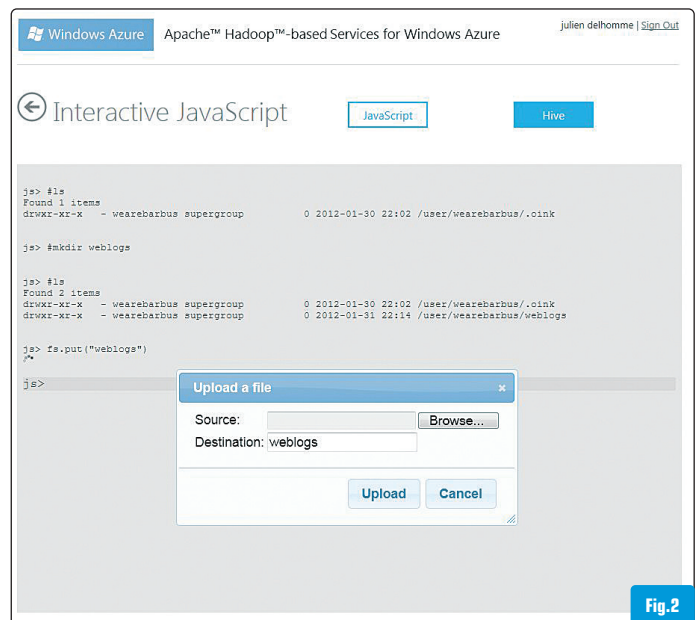 Windows Azure Apache™ Hadoop™-based Services for Windows Azure julien delhomme | Sign Out
Interactive JavaScript JavaScript Hive
js> #ls
Found 1 items
drwxr-xr-x - wearebarbus supergroup 0 2012-01-30 22:02 /user/wearebarbus/.oink
js> #mkdir weblogs
js> #ls
Found 2 items
drwxr-xr-x - wearebarbus supergroup 0 2012-01-30 22:02 /user/wearebarbus/.oink
drwxr-xr-x - wearebarbus supergroup 0 2012-01-31 22:14 /user/wearebarbus/weblogs
js> fs.put("weblogs")
js>
Upload a file ×
Source: Browse...
Destination: weblogs
Upload Cancel
Fig.2